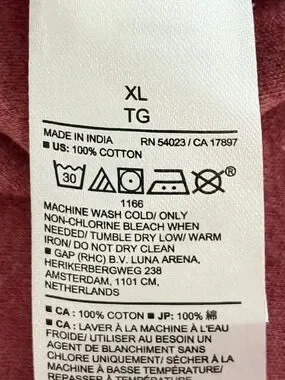 XL
TG
MADE IN INDIA RN 54023 / CA 17897
■ US: 100% COTTON
30
®
1166
MACHINE WASH COLD/ ONLY
NON-CHLORINE BLEACH WHEN
NEEDED/ TUMBLE DRY LOW/ WARM
IRON/ DO NOT DRY CLEAN
■ GAP (RHC) B.V. LUNA ARENA,
HERIKERBERGWEG 238
AMSTERDAM, 1101 CM,
NETHERLANDS
■ CA : 100% COTTON ■ JP: 100% 綿
■ CA : LAVER À LA MACHINE À L'EAU
FROIDE/ UTILISER AU BESOIN UN
AGENT DE BLANCHIMENT SANS
CHLORE UNIQUEMENT/ SÉCHER À LA
MACHINE À BASSE TEMPÉRATURE/
REPASSER À TEMPÉRATURE